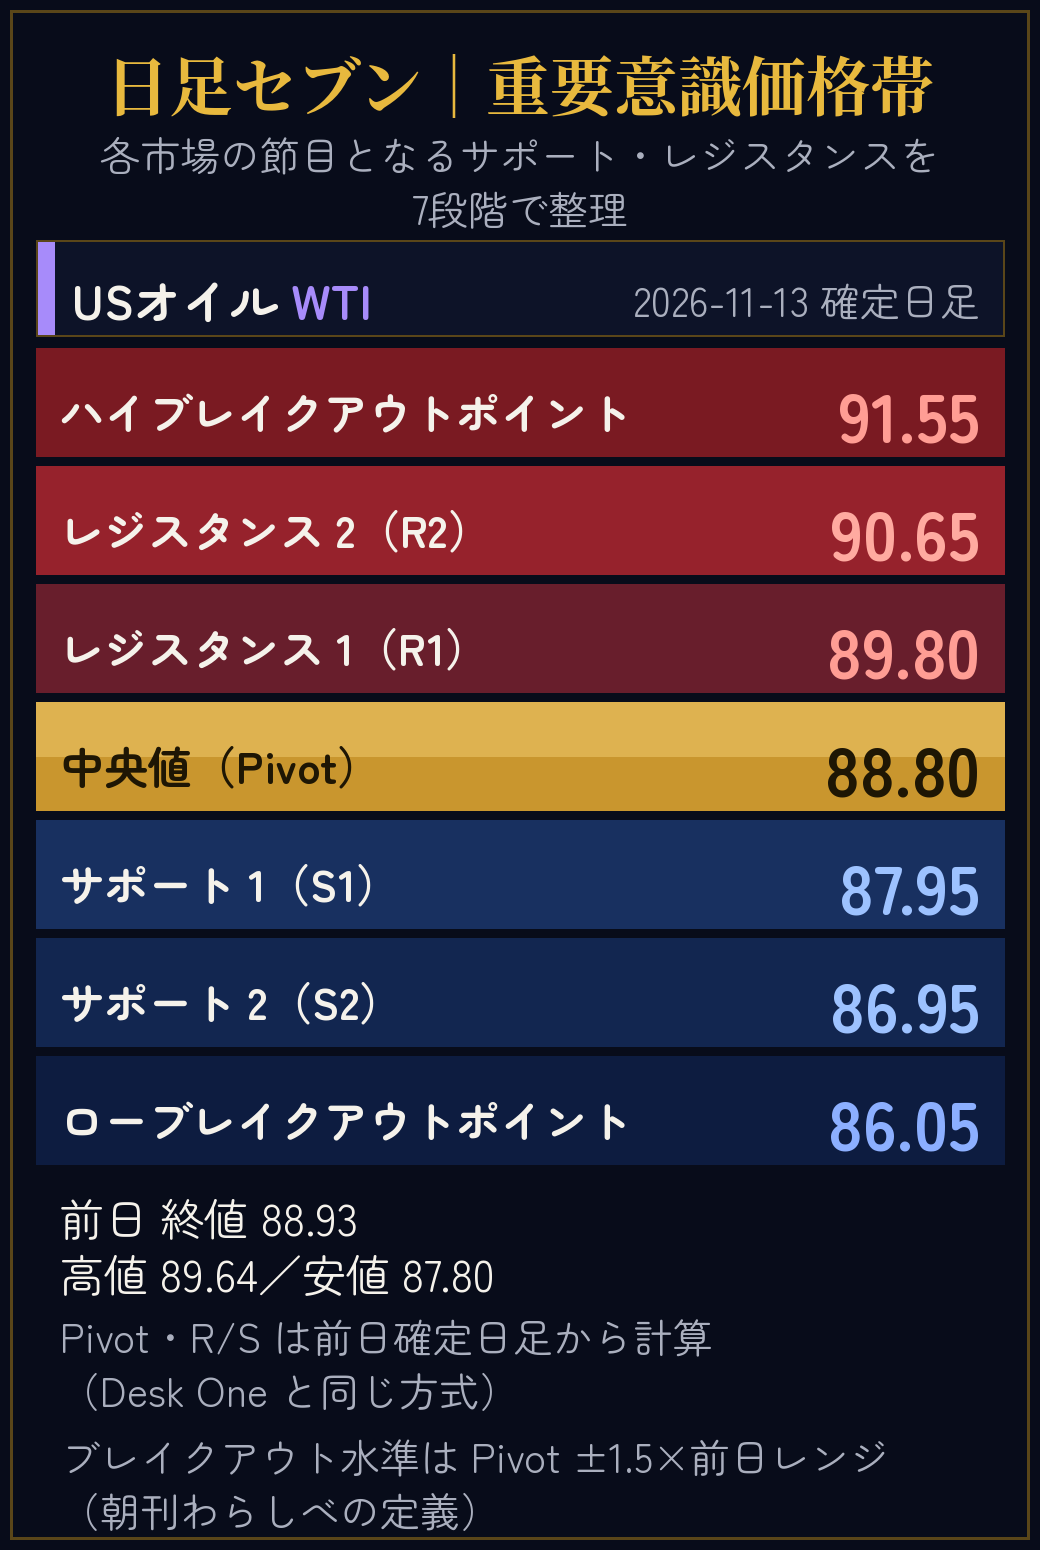 日足セブン｜重要意識価格帯
各市場の節目となるサポート・レジスタンスを
7段階で整理
USオイル WTI 2026-11-13 確定日足
ハイブレイクアウトポイント 91.55
レジスタンス 2（R2） 90.65
レジスタンス 1（R1） 89.80
中央値（Pivot） 88.80
サポート 1（S1） 87.95
サポート 2（S2） 86.95
ローブレイクアウトポイント 86.05
前日 終値 88.93
高値 89.64／安値 87.80
Pivot・R/S は前日確定日足から計算
（Desk One と同じ方式）
ブレイクアウト水準は Pivot ±1.5×前日レンジ
（朝刊わらしべの定義）